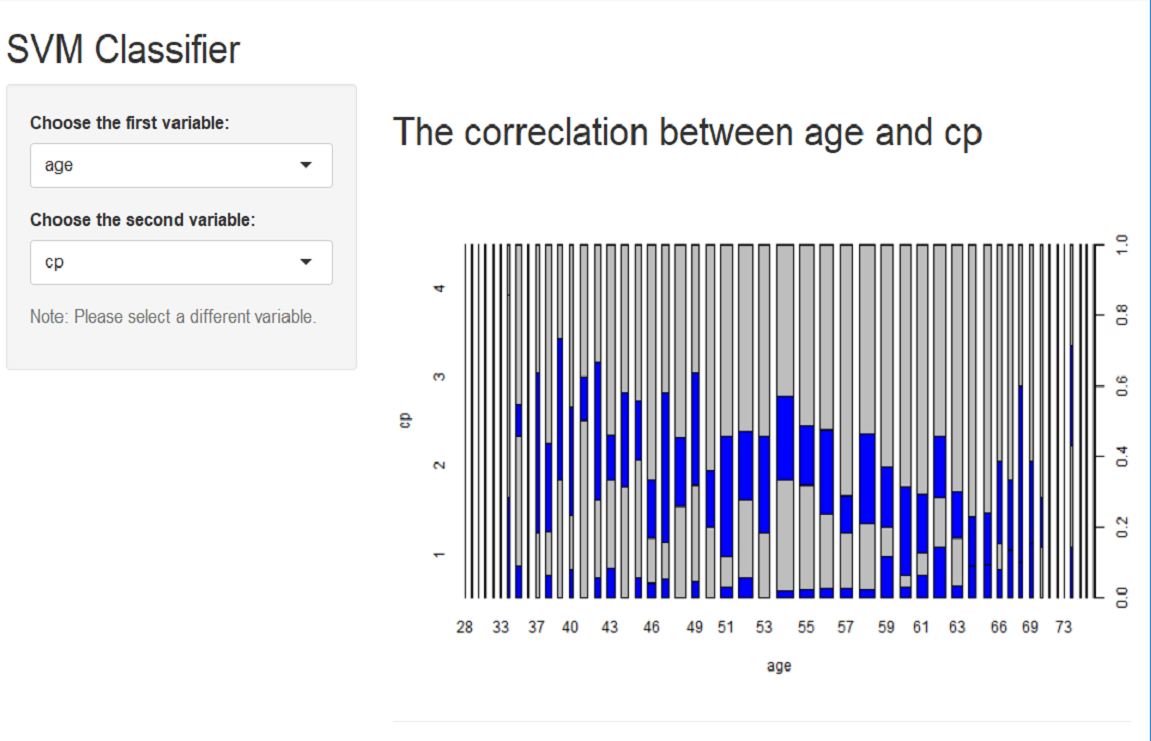 SVM Classifier
Choose the first variable:
age
Choose the second variable:
cp
Note: Please select a different variable.
The correclation between age and cp
4
3
2
1
cp
1.0
0.8
0.6
0.4
0.2
0.0
28 33 37 40 43 46 49 51 53 55 57 59 61 63 66 69 73
age